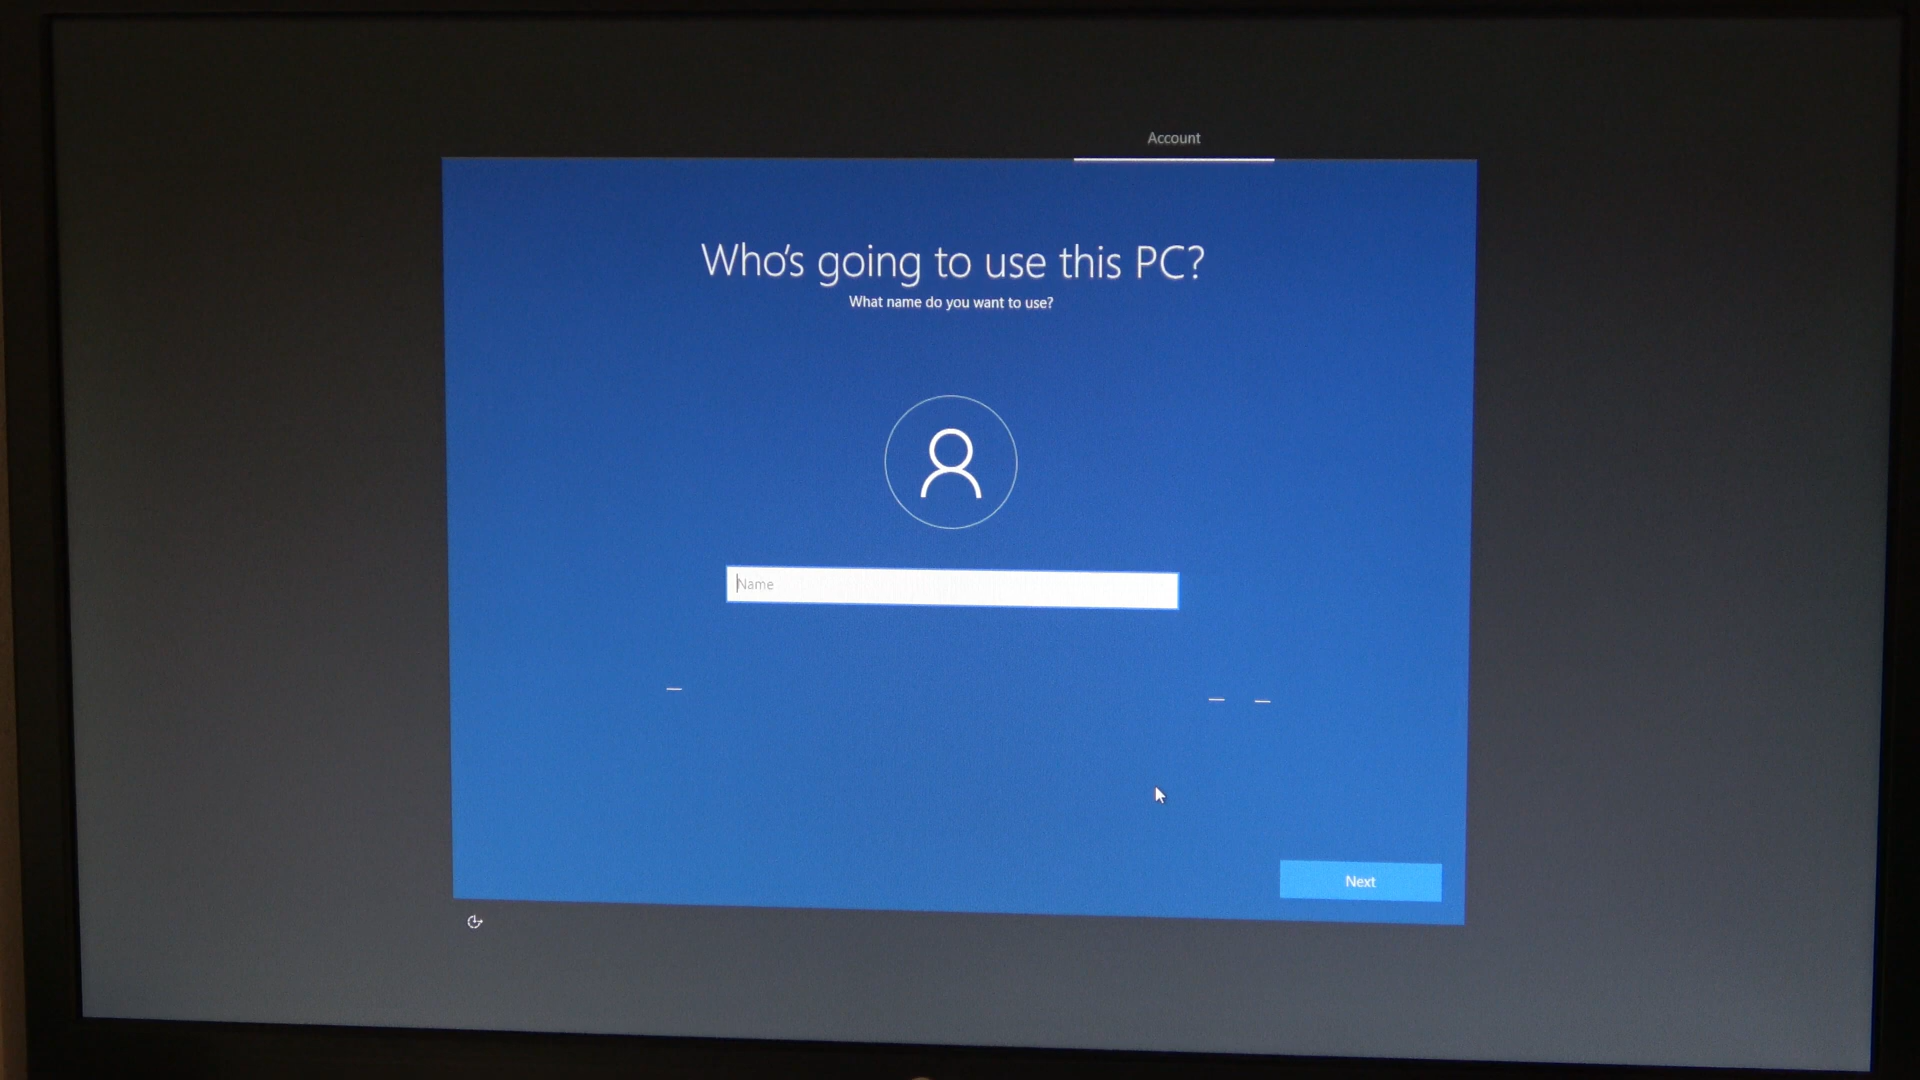 Account
Who's going to use this PC?
What name do you want to use?
Name
Next